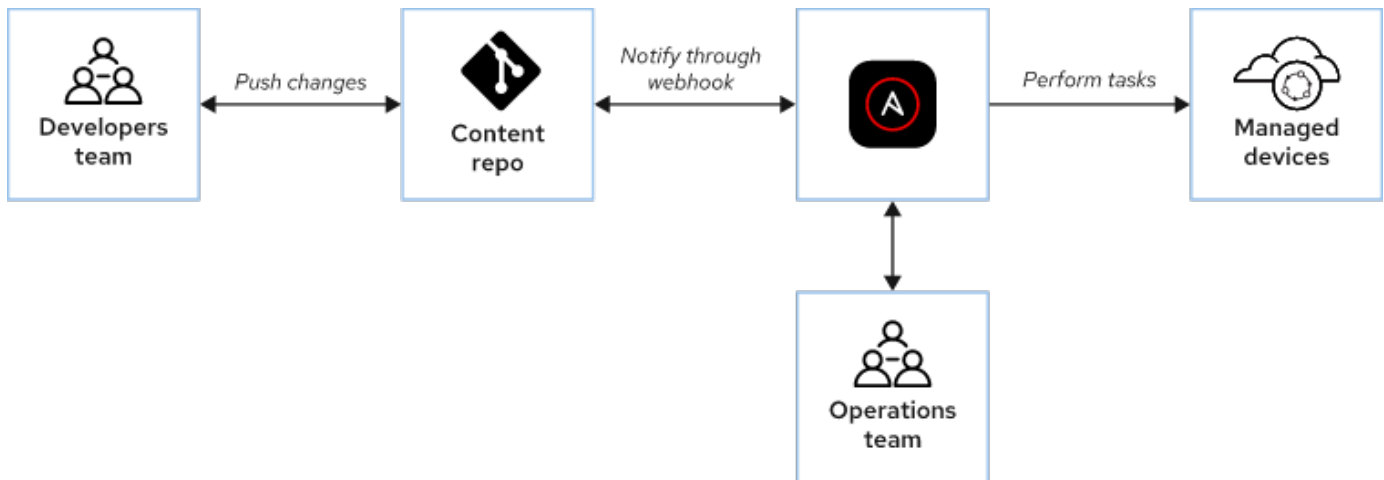 Developers
team
Push changes
Content
repo
Notify through
webhook
Perform tasks
Managed
devices
Operations
team